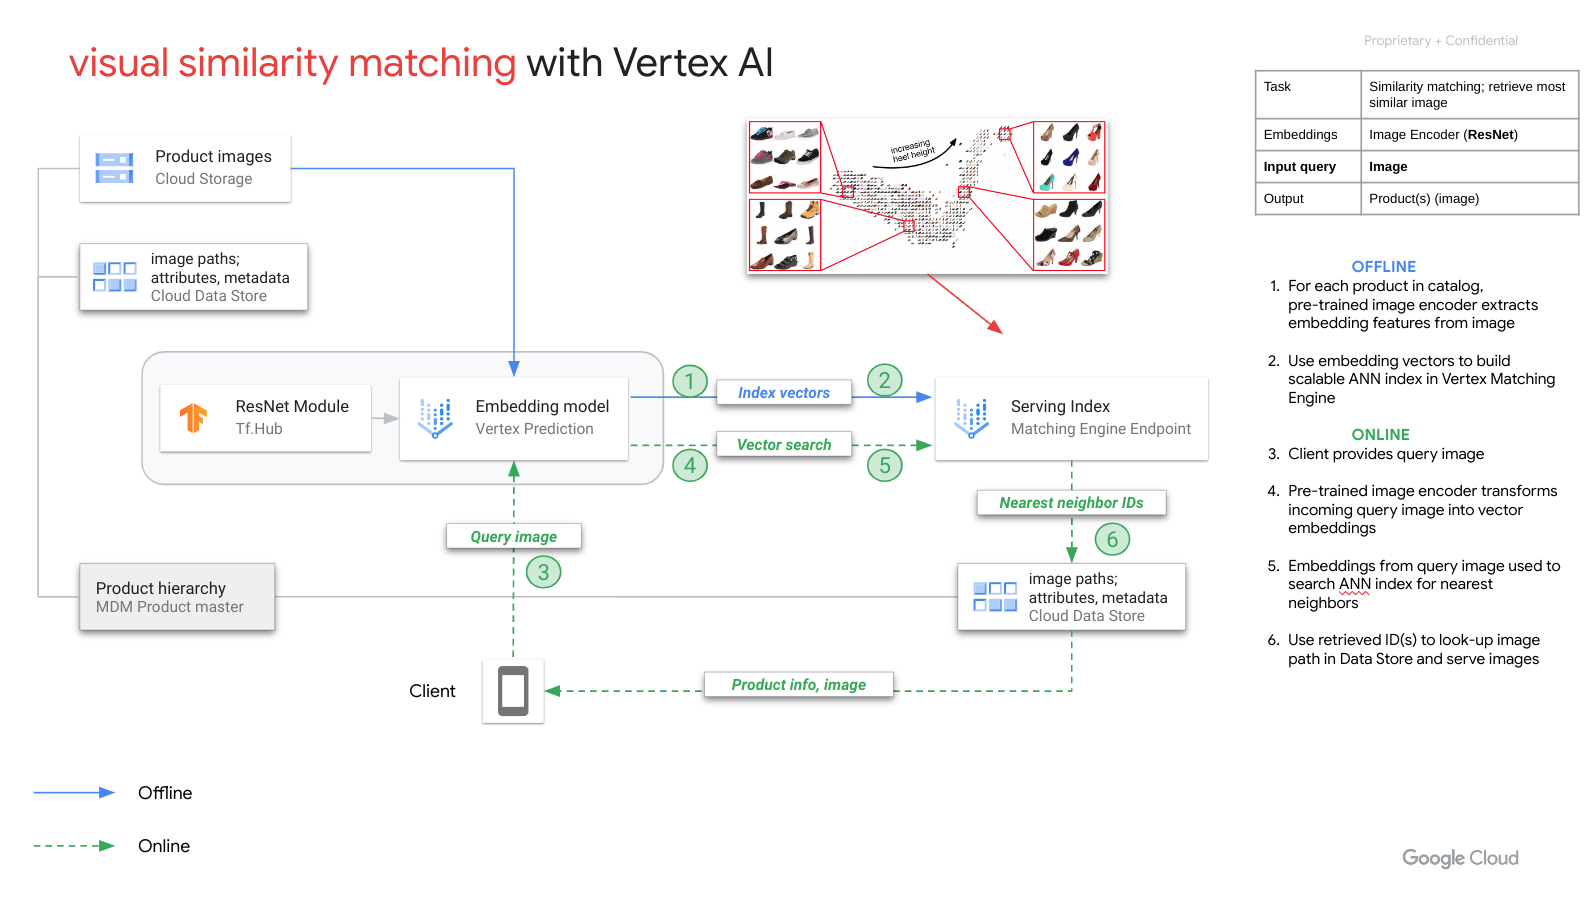 visual similarity matching with Vertex AI
Proprietary + Confidential
Task
Similarity matching; retrieve most
similar image
Embeddings
Image Encoder (ResNet)
Input query
Image
Output
Product(s) (image)
Product images
Cloud Storage
image paths;
attributes, metadata
Cloud Data Store
increasing
heel height
ResNet Module
Tf.Hub
Embedding model
Vertex Prediction
1
Index vectors
2
Vector search
4
5
Serving Index
Matching Engine Endpoint
Nearest neighbor IDs
6
Query image
3
Product hierarchy
MDM Product master
image paths;
attributes, metadata
Cloud Data Store
Client
Product info, image
Offline
Online
OFFLINE
1. For each product in catalog,
pre-trained image encoder extracts
embedding features from image
2. Use embedding vectors to build
scalable ANN index in Vertex Matching
Engine
ONLINE
3. Client provides query image
4. Pre-trained image encoder transforms
incoming query image into vector
embeddings
5. Embeddings from query image used to
search ANN index for nearest
neighbors
6. Use retrieved ID(s) to look-up image
path in Data Store and serve images
Google Cloud